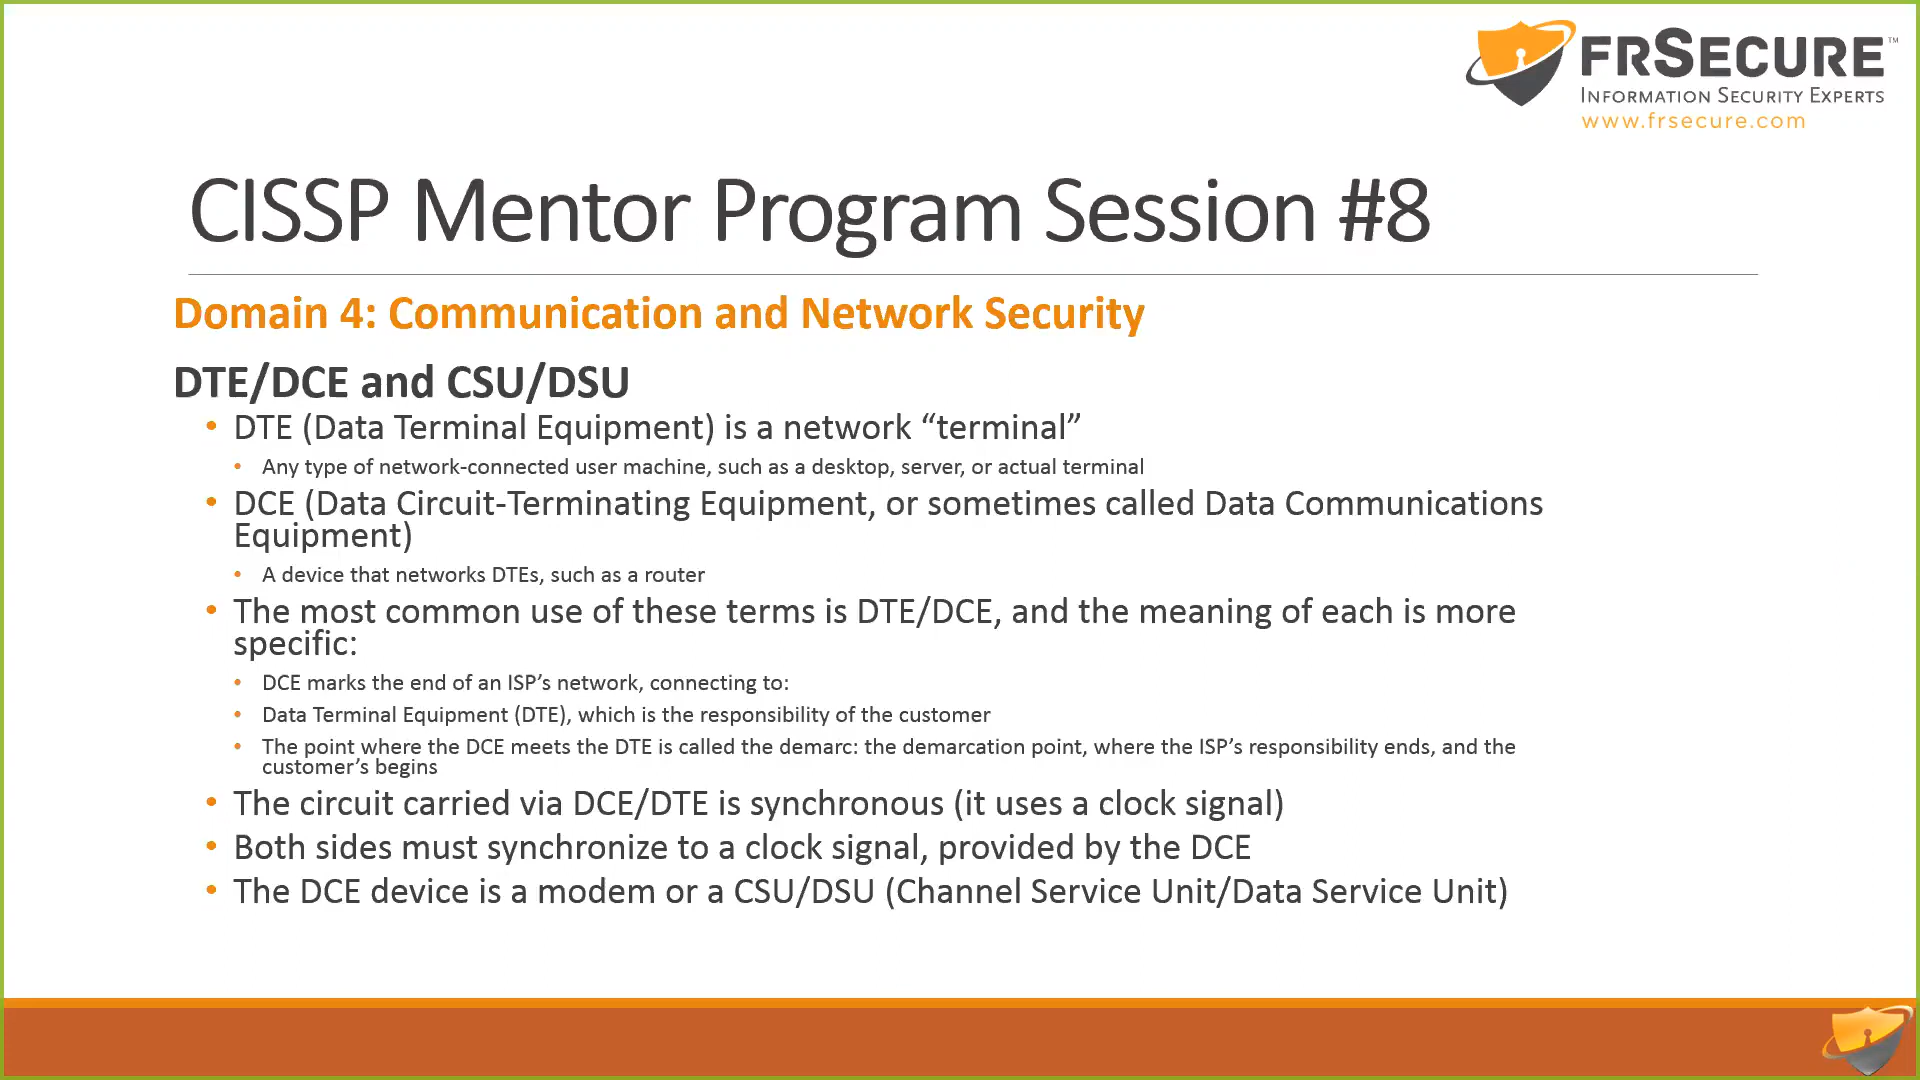 FRSECURE™
INFORMATION SECURITY EXPERTS
www.frsecure.com
CISSP Mentor Program Session #8
Domain 4: Communication and Network Security
DTE/DCE and CSU/DSU
• DTE (Data Terminal Equipment) is a network “terminal”
• Any type of network-connected user machine, such as a desktop, server, or actual terminal
• DCE (Data Circuit-Terminating Equipment, or sometimes called Data Communications
Equipment)
• A device that networks DTEs, such as a router
• The most common use of these terms is DTE/DCE, and the meaning of each is more
specific:
• DCE marks the end of an ISP’s network, connecting to:
• Data Terminal Equipment (DTE), which is the responsibility of the customer
• The point where the DCE meets the DTE is called the demarc: the demarcation point, where the ISP’s responsibility ends, and the
customer’s begins
• The circuit carried via DCE/DTE is synchronous (it uses a clock signal)
• Both sides must synchronize to a clock signal, provided by the DCE
• The DCE device is a modem or a CSU/DSU (Channel Service Unit/Data Service Unit)